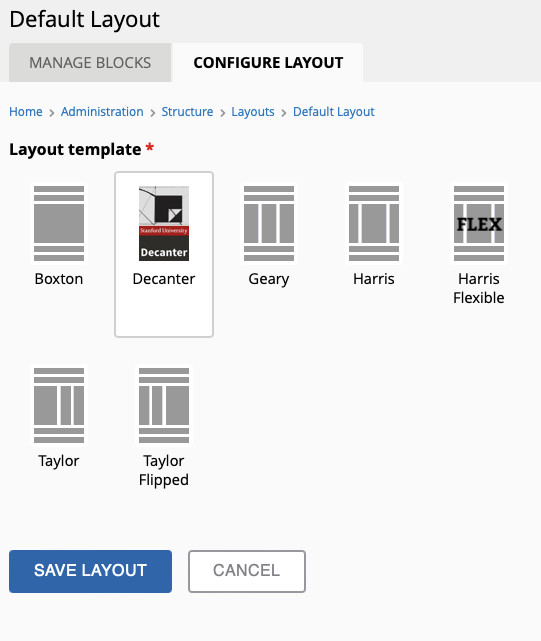 Default Layout
MANAGE BLOCKS CONFIGURE LAYOUT
Home > Administration > Structure > Layouts > Default Layout
Layout template *
Stanford University
Decanter
FLEX
Boxton Decanter Geary Harris Harris
Flexible
Taylor Taylor
Flipped
SAVE LAYOUT CANCEL